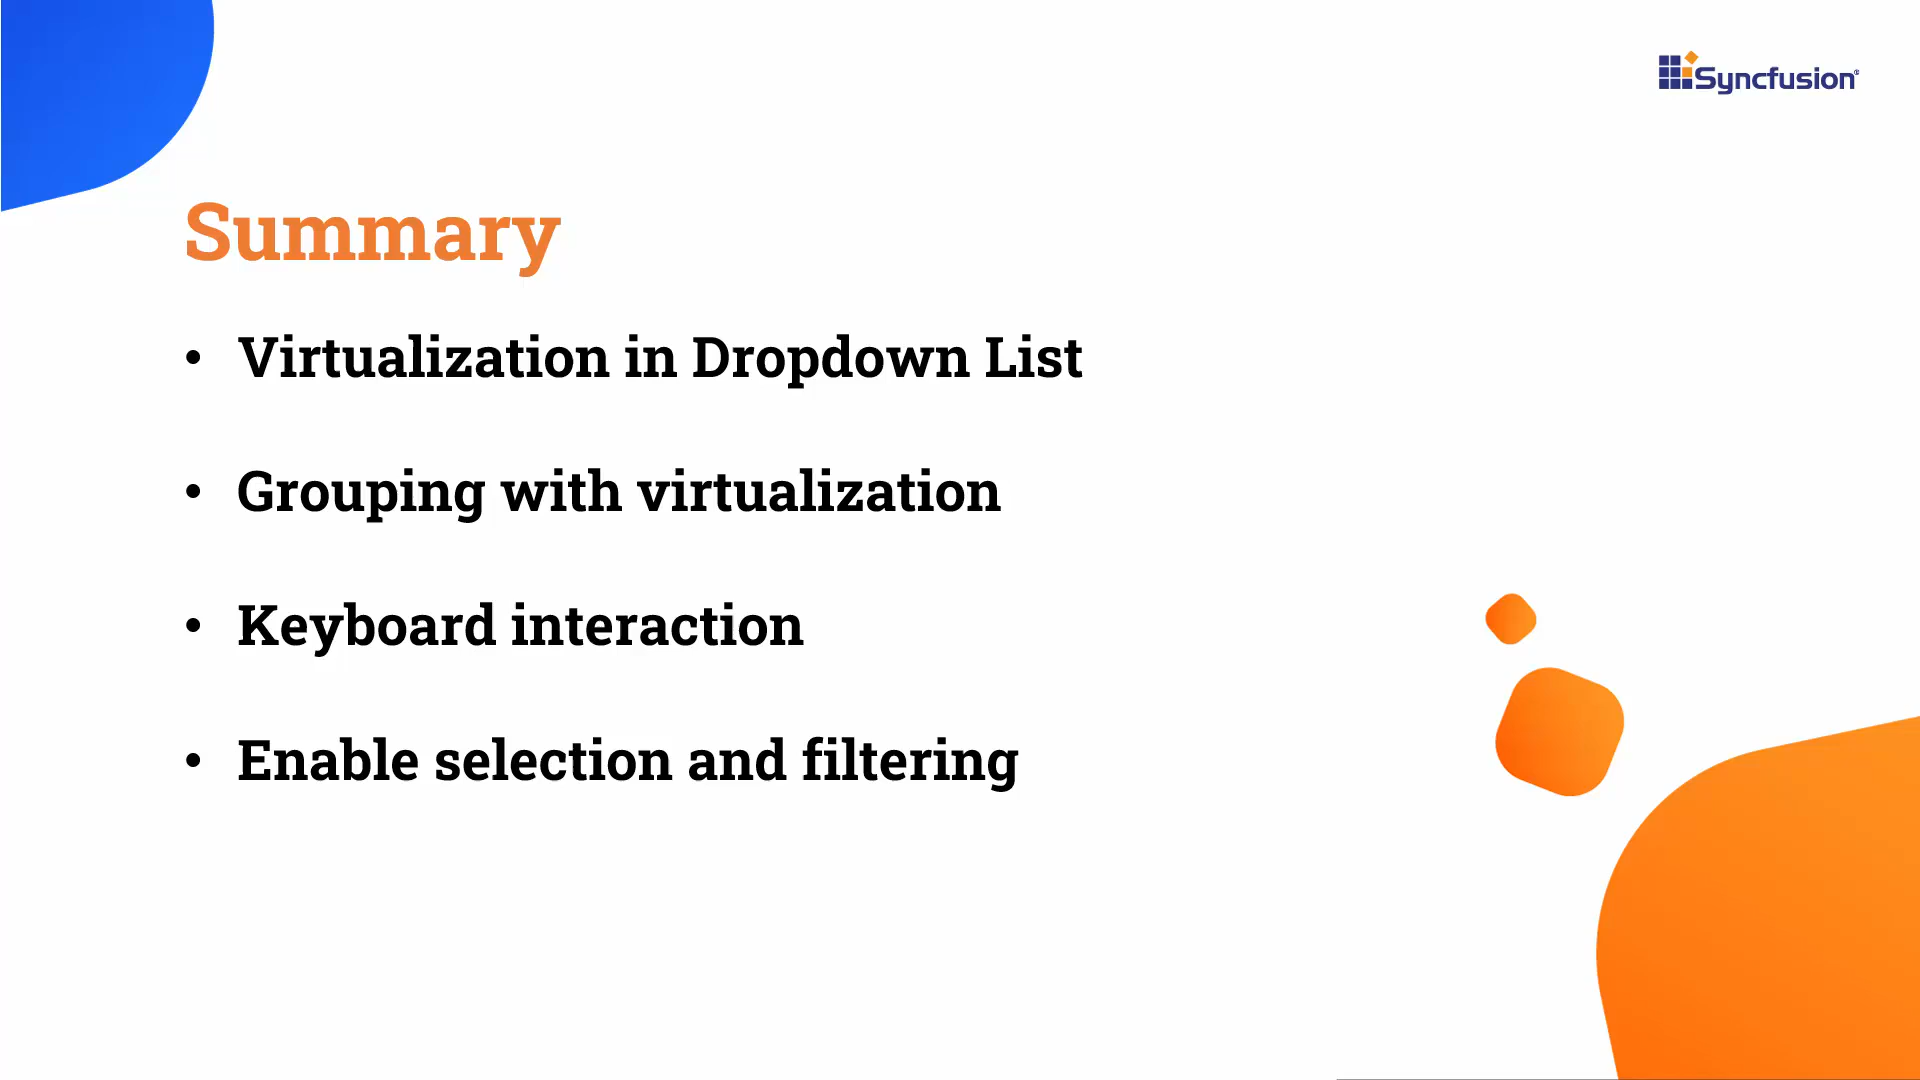 Syncfusion®
Summary
• Virtualization in Dropdown List
• Grouping with virtualization
• Keyboard interaction
• Enable selection and filtering